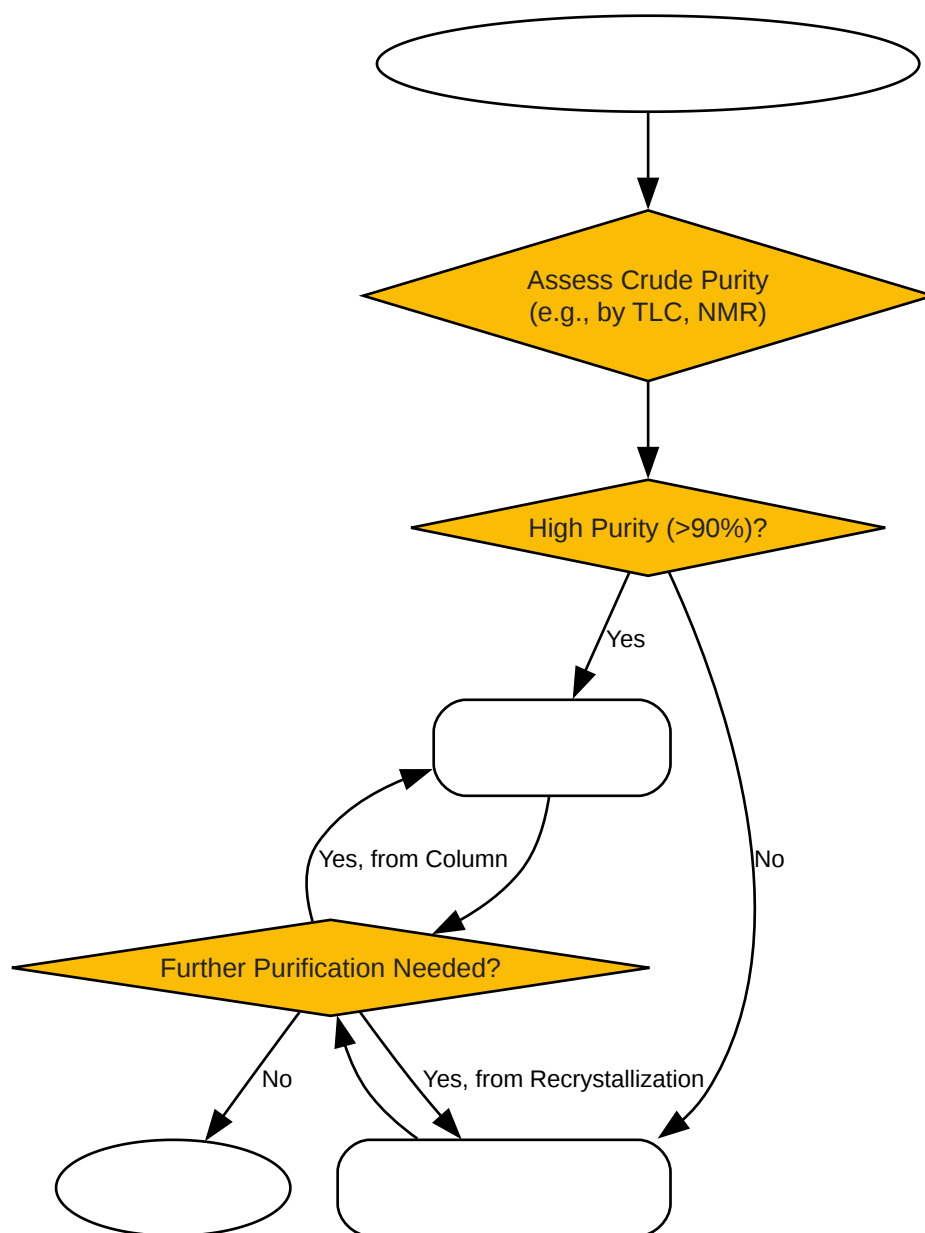 Assess Crude Purity
(e.g., by TLC, NMR)
High Purity (>90%)?
Yes
Yes, from Column
No
Further Purification Needed?
No
Yes, from Recrystallization